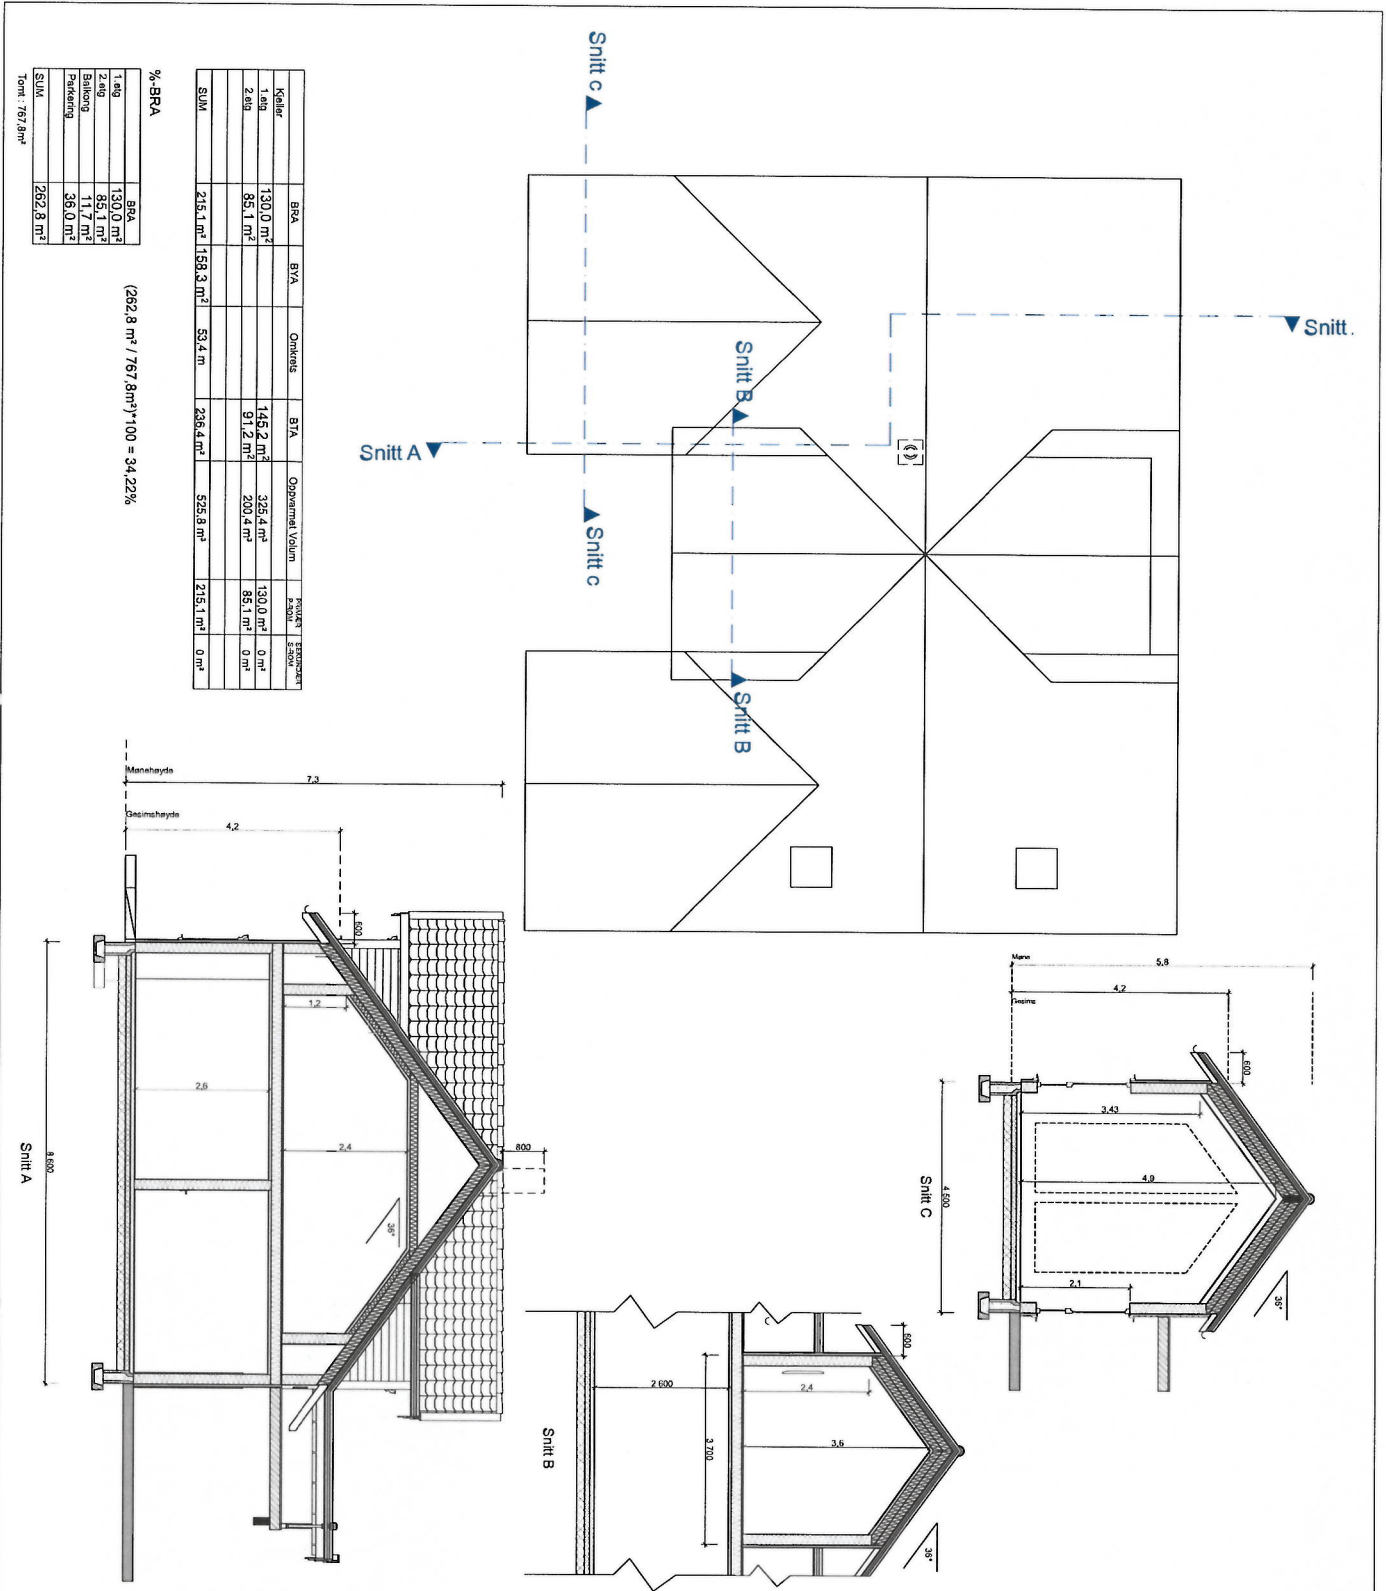 Snitt c
Snitt .
Snitt B
Snitt A
Snitt c
Snitt B
BRA BYA Omkrets BTA Oppvarmet Volum PRIMÆR P-ROM SEKUNDÆR S-ROM
Kjeller
1.etg 130,0 m² 145,2 m² 325,4 m³ 130,0 m² 0 m²
2.etg 85,1 m² 91,2 m² 200,4 m³ 85,1 m² 0 m²
SUM 215,1 m² 158,3 m² 53,4 m 236,4 m² 525,8 m³ 215,1 m² 0 m²
%-BRA
BRA
1.etg 130,0 m²
2.etg 85,1 m²
Balkong 11,7 m²
Parkering 36,0 m²
SUM 262,8 m²
Tomt : 767,8m²
(262,8 m² / 767,8m²)*100 = 34,22%
Mønehøyde
7,3
Gesimshøyde
4,2
600
1,2
2,6
2,4
800
36°
8 600
Snitt A
Møne
5,8
Gesims
4,2
600
3,43
4,9
2,1
4 500
36°
Snitt C
600
2 600
2,4
3 700
3,6
36°
Snitt B